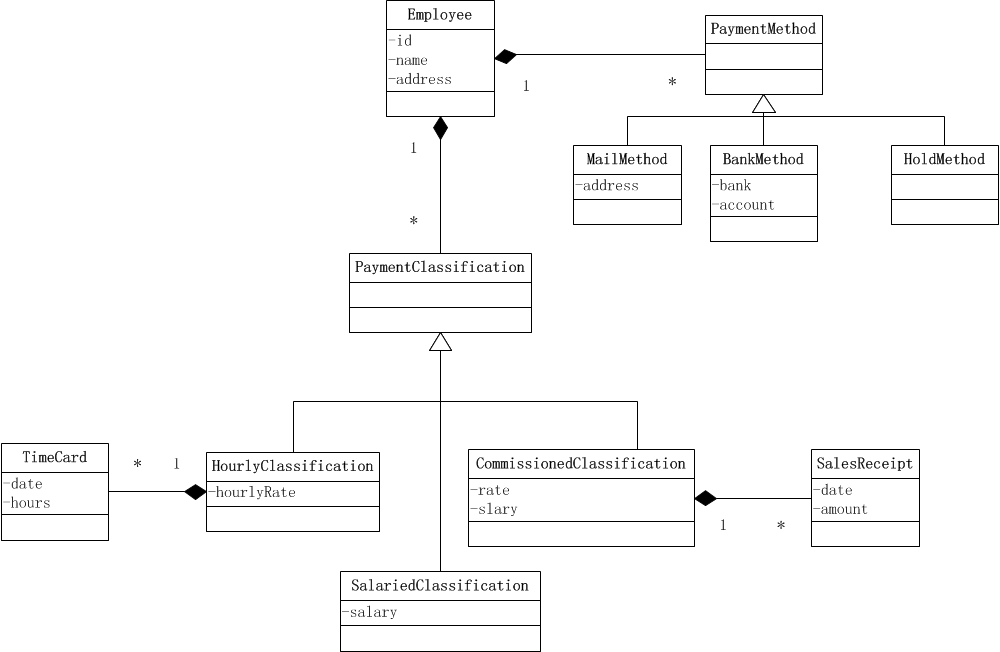 Employee
-id
-name
-address
PaymentMethod
1
*
MailMethod
-address
BankMethod
-bank
-account
HoldMethod
1
*
PaymentClassification
TimeCard
-date
-hours
*
1
HourlyClassification
-hourlyRate
CommissionedClassification
-rate
-slary
1
*
SalesReceipt
-date
-amount
SalariedClassification
-salary